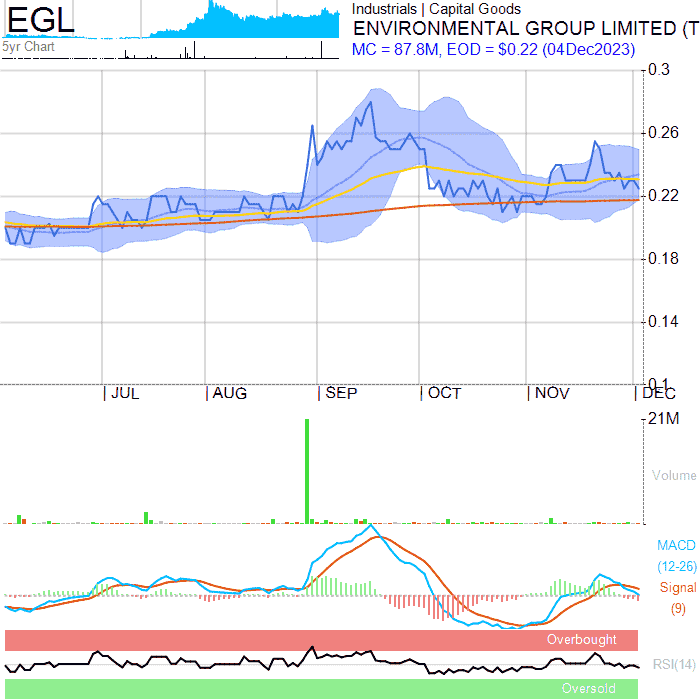 EGL
5yr Chart
Industrials | Capital Goods
ENVIRONMENTAL GROUP LIMITED (T
MC = 87.8M, EOD = $0.22 (04Dec2023)
0.3
0.26
0.22
0.18
0.14
0.1
JUL
AUG
SEP
OCT
NOV
DEC
21M
Volume
MACD
(12-26)
Signal
(9)
Overbought
RSI(14)
Oversold